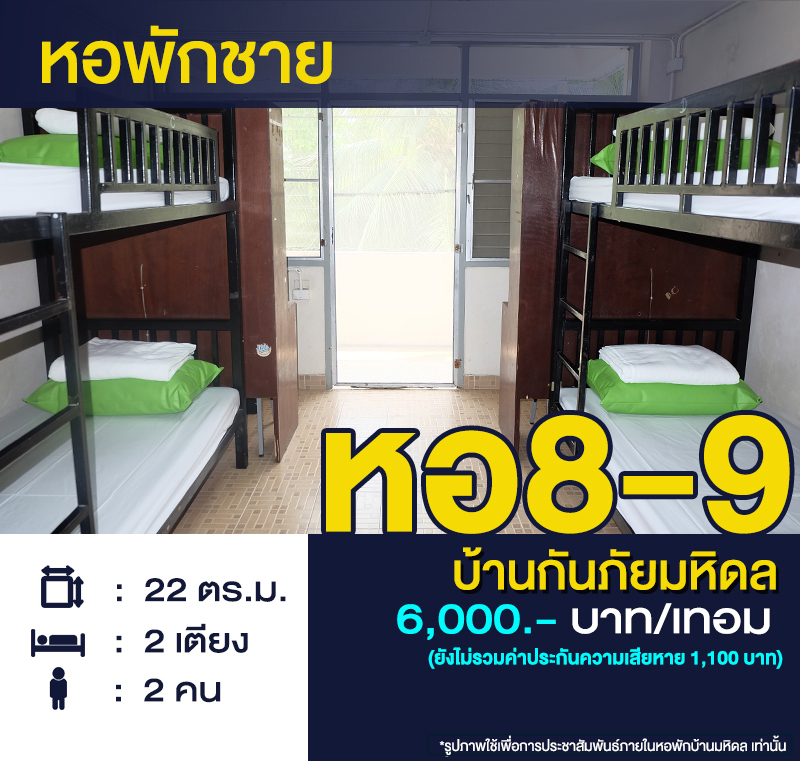 หอพักชาย
หอ8-9
บ้านกันภัยมหิดล
6,000.- บาท/เทอม
(ยังไม่รวมค่าประกันความเสียหาย 1,100 บาท)
: 22 ตร.ม.
: 2 เตียง
: 2 คน
*รูปภาพใช้เพื่อการประชาสัมพันธ์ภายในหอพักบ้านมหิดล เท่านั้น